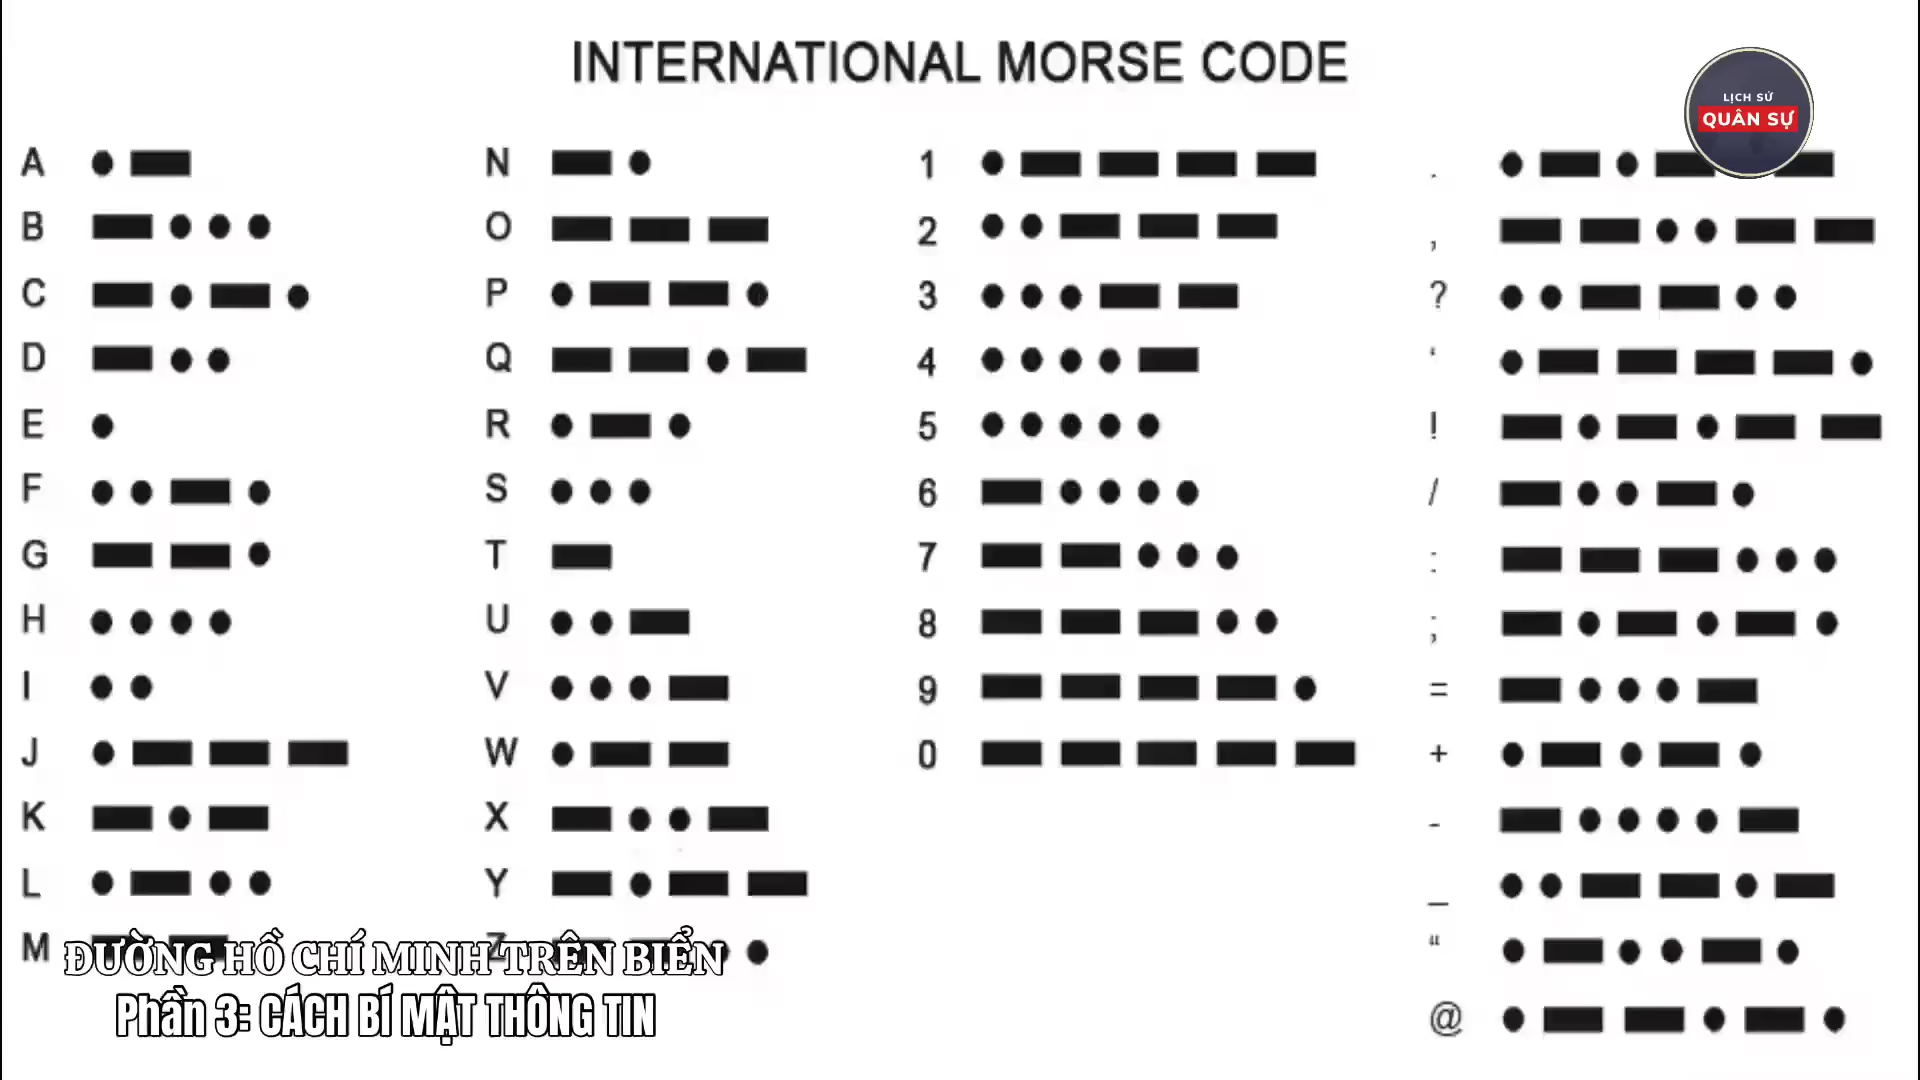 INTERNATIONAL MORSE CODE
LỊCH SỬ
QUÂN SỰ
A N 1 .
B O 2 ,
C P 3 ?
D Q 4 '
E R 5 !
F S 6 /
G T 7 :
H U 8 ;
I V 9 =
J W 0 +
K X -
L Y _
M Z “
ĐƯỜNG HỒ CHÍ MINH TRÊN BIỂN
Phần 3: CÁCH BÍ MẬT THÔNG TIN
@